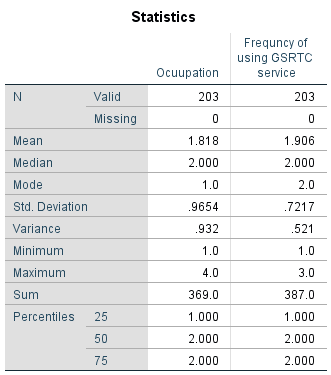 Statistics
Ocuupation Frequncy of using GSRTC service
N Valid 203 203
Missing 0 0
Mean 1.818 1.906
Median 2.000 2.000
Mode 1.0 2.0
Std. Deviation .9654 .7217
Variance .932 .521
Minimum 1.0 1.0
Maximum 4.0 3.0
Sum 369.0 387.0
Percentiles 25 1.000 1.000
50 2.000 2.000
75 2.000 2.000